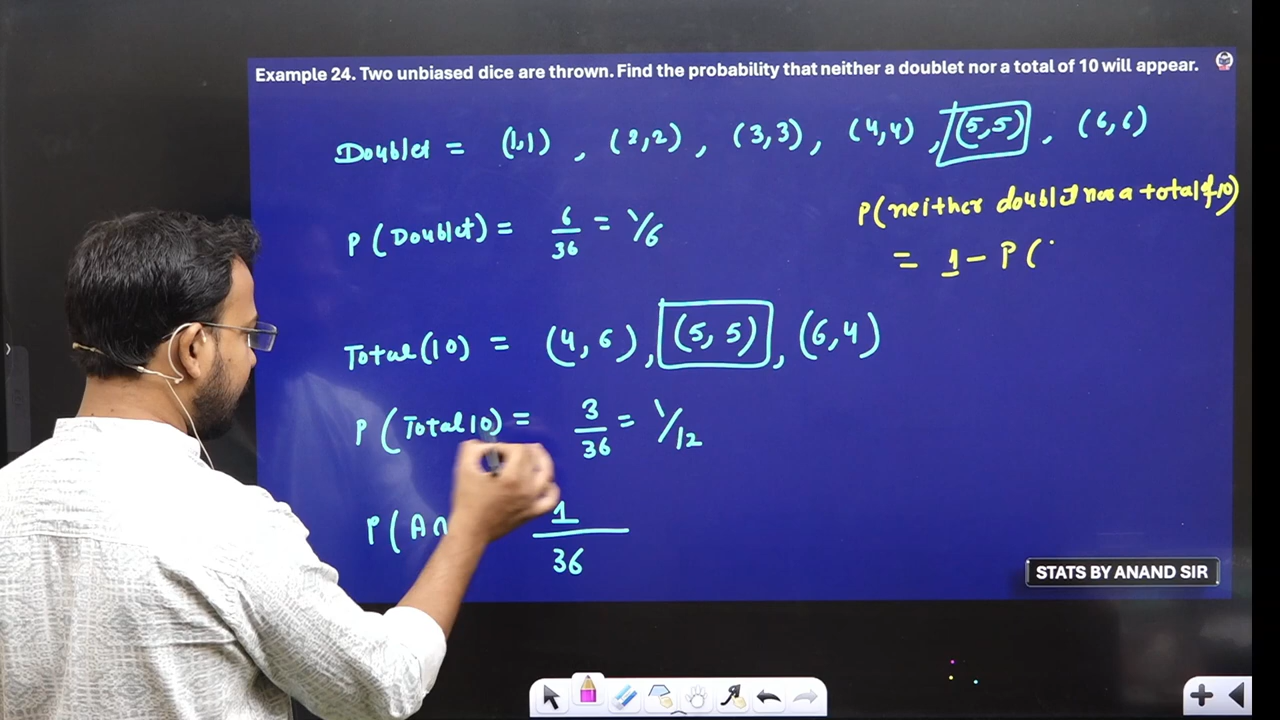 Example 24. Two unbiased dice are thrown. Find the probability that neither a doublet nor a total of 10 will appear.
Doublet = (1,1) , (2,2) , (3,3) , (4,4) , (5,5) , (6,6)
P(neither doublet nor a total of 10)
P (Doublet) = 6/36 = 1/6
= 1 - P (
Total(10) = (4,6) , (5,5) , (6,4)
P (Total 10) = 3/36 = 1/12
P(A 1/36
STATS BY ANAND SIR